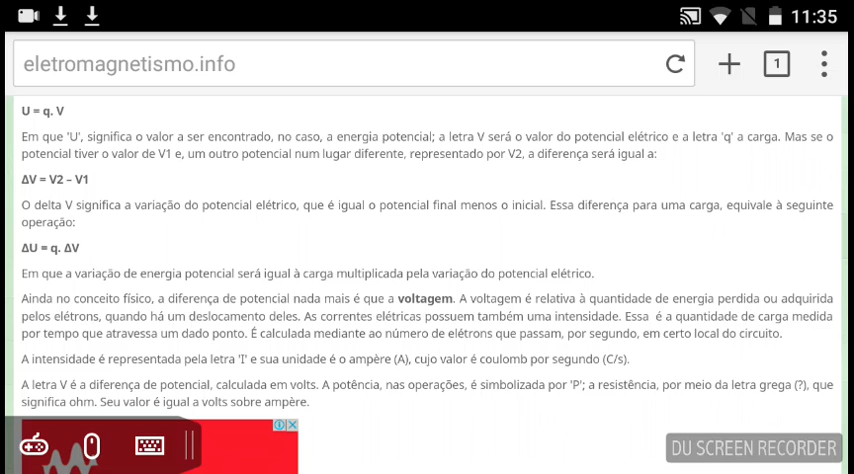 11:35
eletromagnetismo.info
1
U = q. V
Em que 'U', significa o valor a ser encontrado, no caso, a energia potencial; a letra V será o valor do potencial elétrico e a letra 'q' a carga. Mas se o
potencial tiver o valor de V1 e, um outro potencial num lugar diferente, representado por V2, a diferença será igual a:
ΔV = V2 – V1
O delta V significa a variação do potencial elétrico, que é igual o potencial final menos o inicial. Essa diferença para uma carga, equivale à seguinte
operação:
ΔU = q. ΔV
Em que a variação de energia potencial será igual à carga multiplicada pela variação do potencial elétrico.
Ainda no conceito físico, a diferença de potencial nada mais é que a voltagem. A voltagem é relativa à quantidade de energia perdida ou adquirida
pelos elétrons, quando há um deslocamento deles. As correntes elétricas possuem também uma intensidade. Essa é a quantidade de carga medida
por tempo que atravessa um dado ponto. É calculada mediante ao número de elétrons que passam, por segundo, em certo local do circuito.
A intensidade é representada pela letra 'I' e sua unidade é o ampère (A), cujo valor é coulomb por segundo (C/s).
A letra V é a diferença de potencial, calculada em volts. A potência, nas operações, é simbolizada por 'P'; a resistência, por meio da letra grega (?), que
significa ohm. Seu valor é igual a volts sobre ampère.
DU SCREEN RECORDER